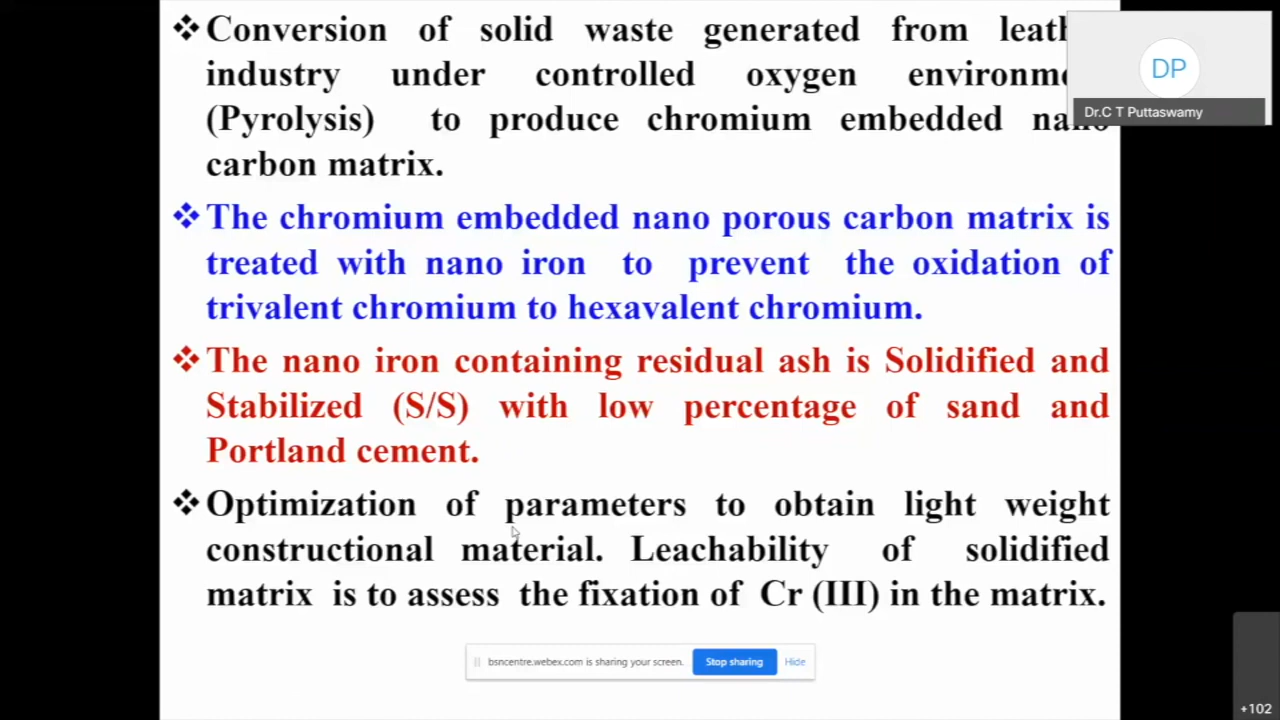 ❖ Conversion of solid waste generated from leath
industry under controlled oxygen environme
(Pyrolysis) to produce chromium embedded nano
carbon matrix.
❖ The chromium embedded nano porous carbon matrix is
treated with nano iron to prevent the oxidation of
trivalent chromium to hexavalent chromium.
❖ The nano iron containing residual ash is Solidified and
Stabilized (S/S) with low percentage of sand and
Portland cement.
❖ Optimization of parameters to obtain light weight
constructional material. Leachability of solidified
matrix is to assess the fixation of Cr (III) in the matrix.
DP
Dr.C T Puttaswamy
bsncentre.webex.com is sharing your screen. Stop sharing Hide
+102